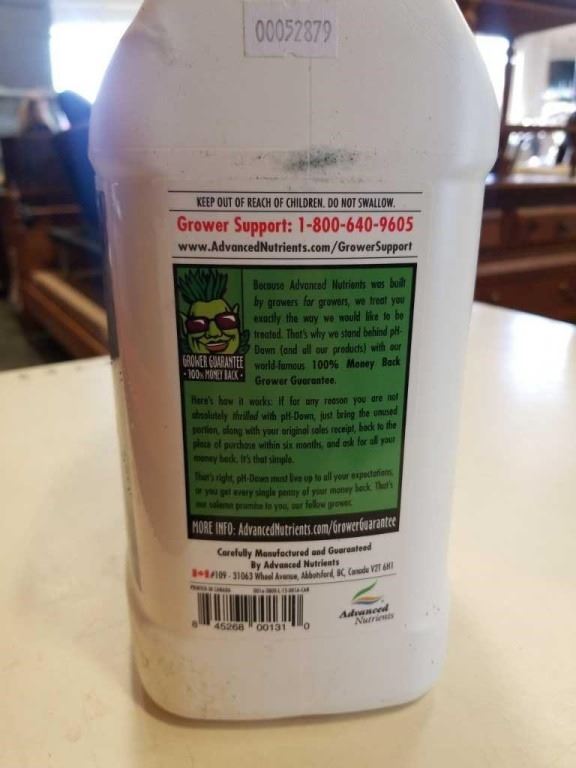 00052879
KEEP OUT OF REACH OF CHILDREN. DO NOT SWALLOW.
Grower Support: 1-800-640-9605
www.AdvancedNutrients.com/GrowerSupport
GROWER GUARANTEE
• 100% MONEY BACK •
Because Advanced Nutrients was built
by growers for growers, we treat you
exactly the way we would like to be
treated. That's why we stand behind pH-
Down (and all our products) with our
world-famous 100% Money Back
Grower Guarantee.
Here's how it works: If for any reason you are not
absolutely thrilled with pH-Down, just bring the unused
portion, along with your original sales receipt, back to the
place of purchase within six months, and ask for all your
money back. It's that simple.
That's right, pH-Down must live up to all your expectations,
or you get every single penny of your money back. That's
our solemn promise to you, our fellow grower.
MORE INFO: AdvancedNutrients.com/GrowerGuarantee
Carefully Manufactured and Guaranteed
By Advanced Nutrients
#109 - 31063 Wheel Avenue, Abbotsford, BC, Canada V2T 6H1
PRINTED IN CANADA
8 45268 00131 0
Advanced
Nutrients